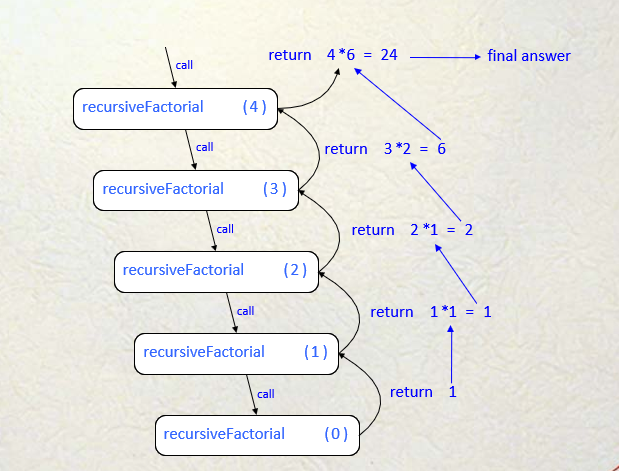 return 4 *6 = 24 final answer
call
recursiveFactorial (4)
call
return 3 *2 = 6
recursiveFactorial (3)
call
return 2 *1 = 2
recursiveFactorial (2)
call
return 1 *1 = 1
recursiveFactorial (1)
call
return 1
recursiveFactorial (0)